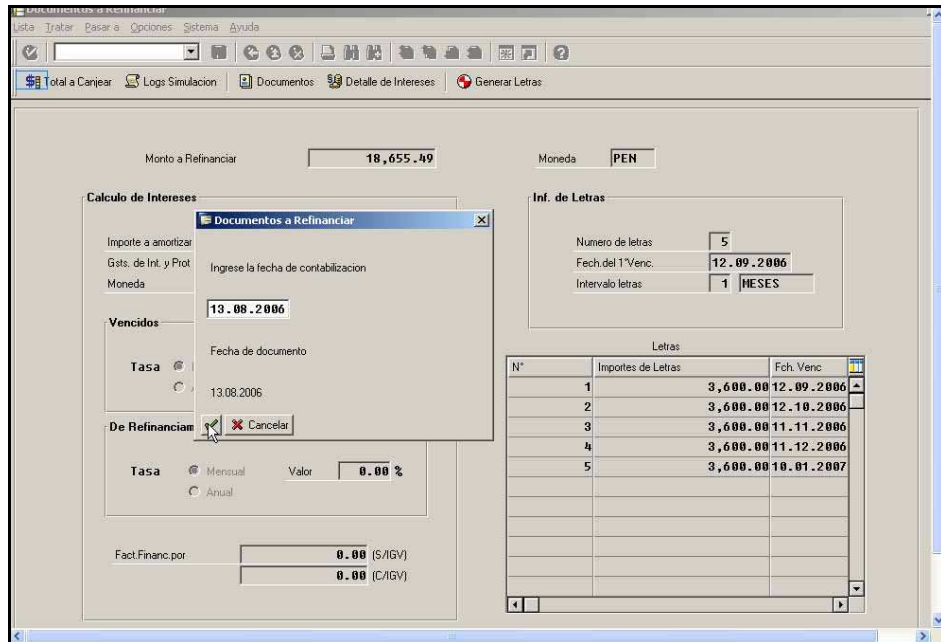 Documentos a Refinanciar
Lista Tratar Pasar a Opciones Sistema Ayuda
Total a Canjear Logs Simulacion Documentos Detalle de Intereses Generar Letras
Monto a Refinanciar 18,655.49 Moneda PEN
Calculo de Intereses
Importe a amortizar
Gsts. de Int. y Prot
Moneda
Vencidos
Tasa
De Refinanciam
Tasa Mensual Valor 0.00 %
Anual
Fact.Financ.por 0.00 (S/IGV)
0.00 (C/IGV)
Documentos a Refinanciar
Ingrese la fecha de contabilizacion
13.08.2006
Fecha de documento
13.08.2006
Cancelar
Inf. de Letras
Numero de letras 5
Fech.del 1°Venc. 12.09.2006
Intervalo letras 1 MESES
Letras
N° Importes de Letras Fch. Venc
1 3,600.00 12.09.2006
2 3,600.00 12.10.2006
3 3,600.00 11.11.2006
4 3,600.00 11.12.2006
5 3,600.00 10.01.2007